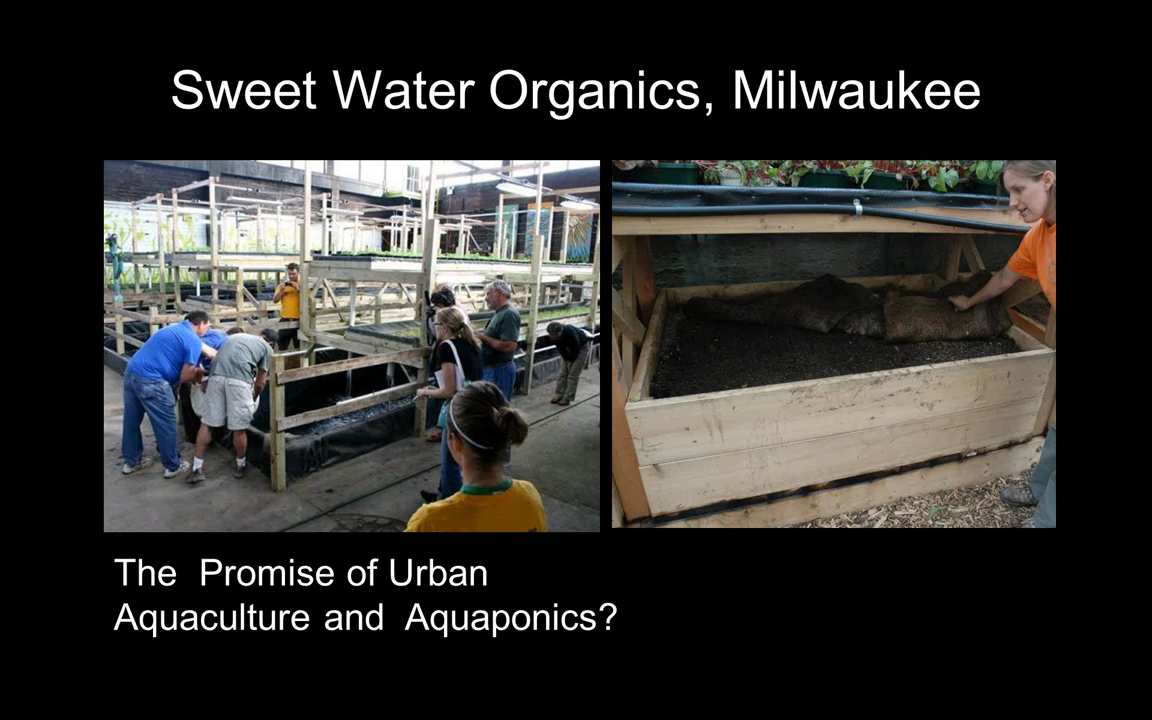 Sweet Water Organics, Milwaukee
The  Promise of Urban
Aquaculture and  Aquaponics?